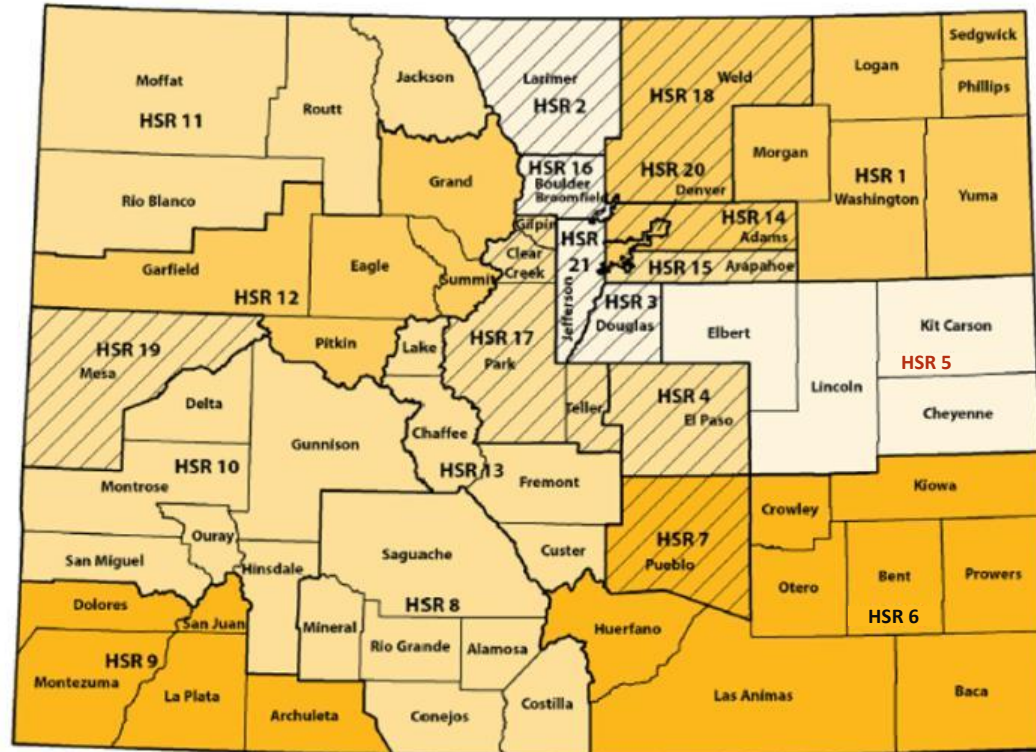 Sedgwick
Logan
Weld
Larimer
Jackson
Moffat
Phillips
HSR 18
HSR 2
Routt
HSR 11
Morgan
HSR 16
HSR 20
HSR 1
Grand
Boulder
Denver
Washington
Yuma
Rio Blanco
Broomfield
HSR 14
Gilpin
Adams
HSR
Clear
Creek
21
HSR 15
Arapahoe
Eagle
Garfield
Summit
HSR 12
HSR 3
Douglas
Jefferson
Elbert
Kit Carson
HSR 17
Park
Pitkin
Lake
HSR 19
Mesa
HSR 5
Lincoln
HSR 4
El Paso
Teller
Cheyenne
Delta
Chaffee
Gunnison
HSR 10
HSR 13
Fremont
Montrose
Kiowa
Crowley
Ouray
HSR 7
Pueblo
Saguache
Custer
San Miguel
Hinsdale
Otero
Bent
Prowers
Dolores
HSR 8
HSR 6
San Juan
Mineral
Rio Grande
Alamosa
Huerfano
HSR 9
Montezuma
La Plata
Las Animas
Baca
Costilla
Archuleta
Conejos